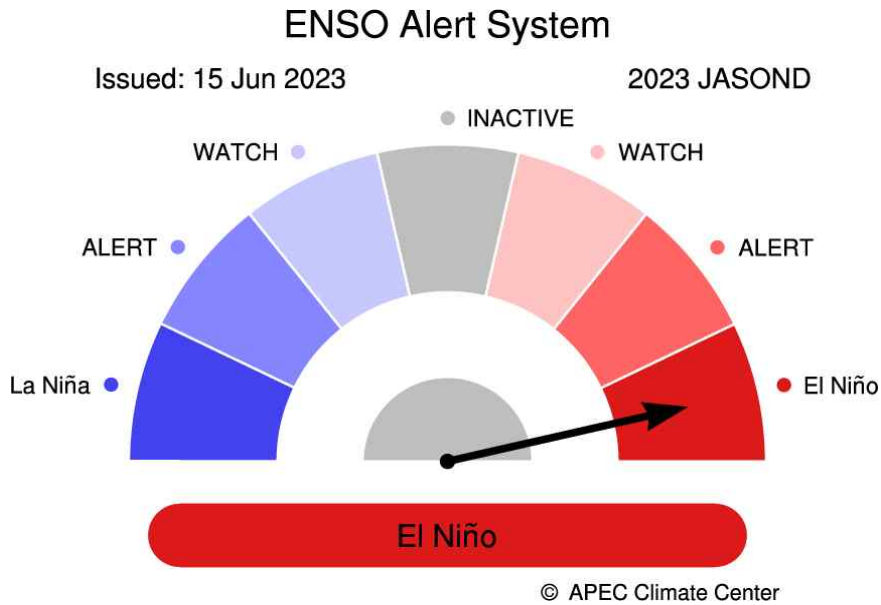 ENSO Alert System
Issued: 15 Jun 2023
2023 JASOND
INACTIVE
WATCH
WATCH
ALERT
ALERT
La Niña
El Niño
El Niño
© APEC Climate Center